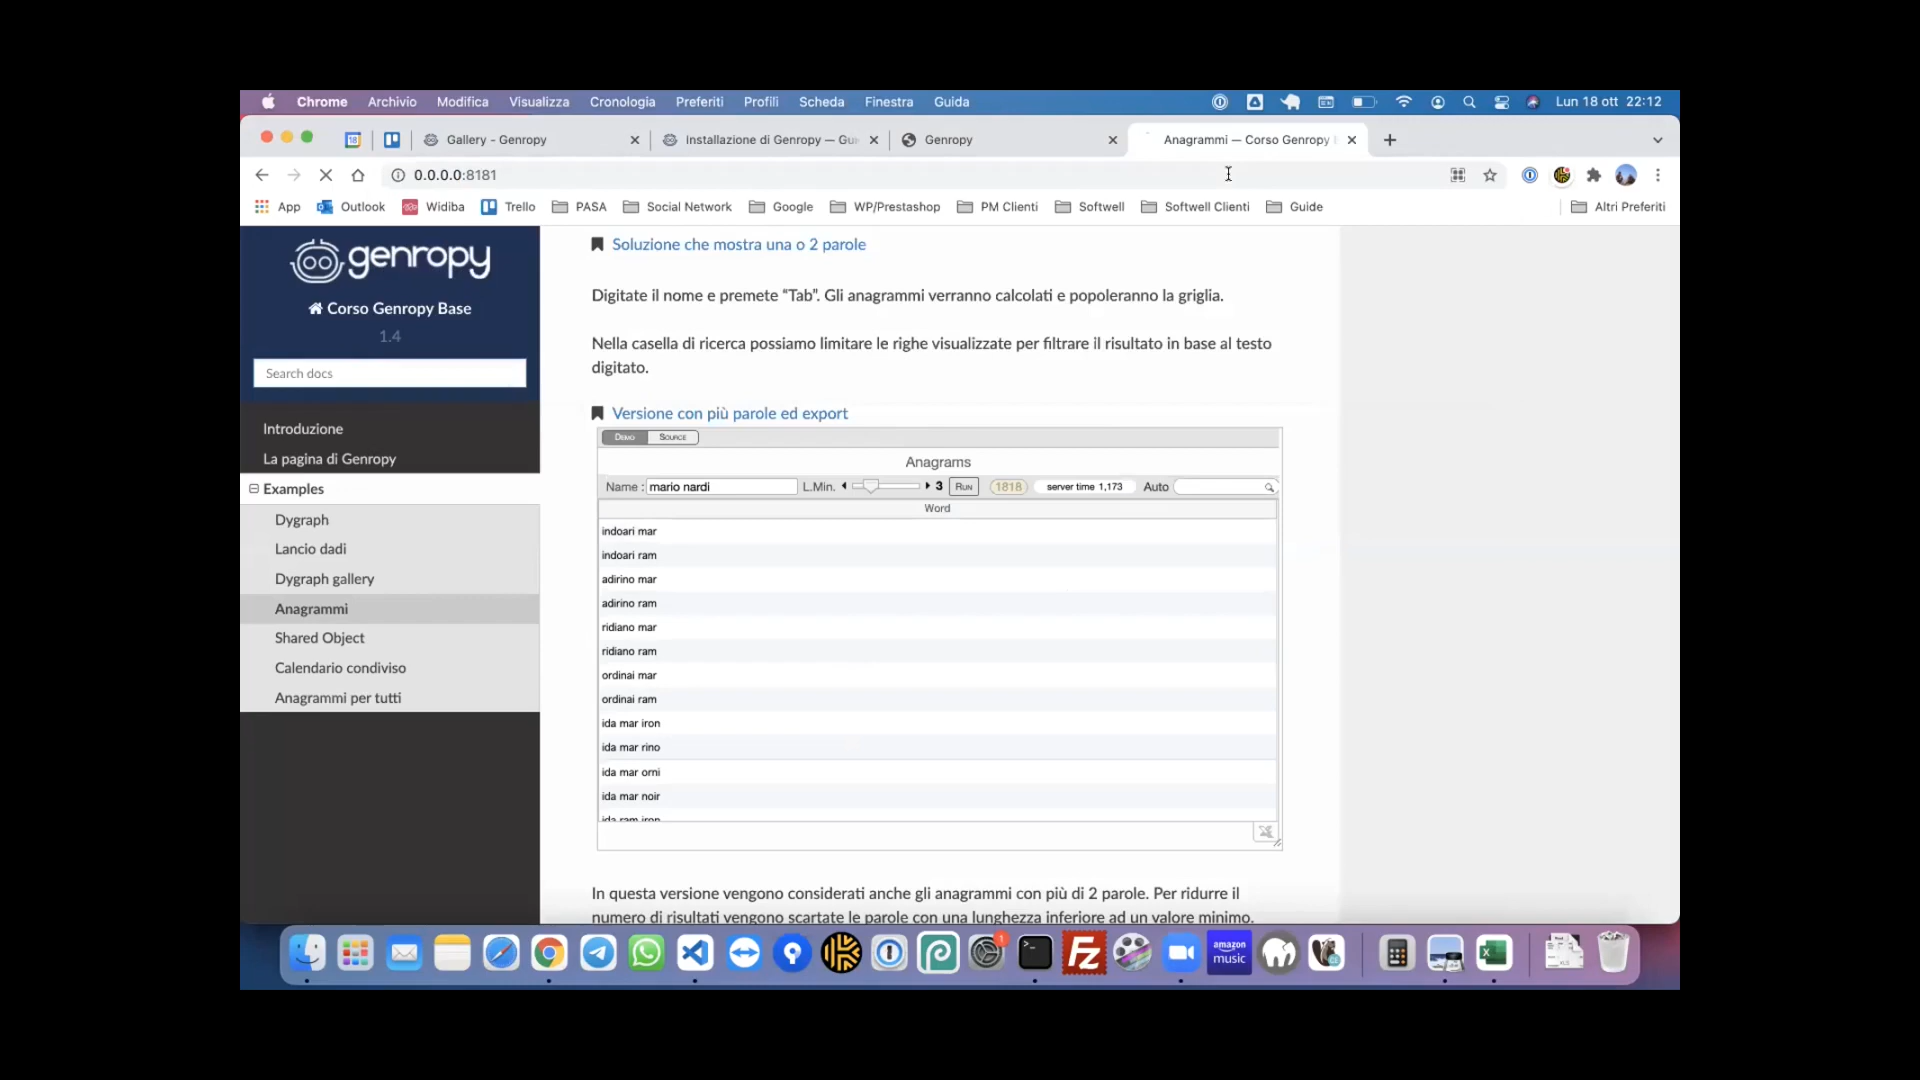 Chrome Archivio Modifica Visualizza Cronologia Preferiti Profili Scheda Finestra Guida Lun 18 ott 22:12
Gallery - Genropy Installazione di Genropy — Gui Genropy Anagrammi — Corso Genropy
0.0.0.0:8181
App Outlook Widiba Trello PASA Social Network Google WP/Prestashop PM Clienti Softwell Softwell Clienti Guide Altri Preferiti
genropy
Corso Genropy Base
1.4
Search docs
Introduzione
La pagina di Genropy
Examples
Dygraph
Lancio dadi
Dygraph gallery
Anagrammi
Shared Object
Calendario condiviso
Anagrammi per tutti
Soluzione che mostra una o 2 parole
Digitate il nome e premete “Tab”. Gli anagrammi verranno calcolati e popoleranno la griglia.
Nella casella di ricerca possiamo limitare le righe visualizzate per filtrare il risultato in base al testo
digitato.
Versione con più parole ed export
Demo Source
Anagrams
Name : mario nardi L.Min. 3 Run 1818 server time 1,173 Auto
Word
indoari mar
indoari ram
adirino mar
adirino ram
ridiano mar
ridiano ram
ordinai mar
ordinai ram
ida mar iron
ida mar rino
ida mar orni
ida mar noir
ida ram iron
In questa versione vengono considerati anche gli anagrammi con più di 2 parole. Per ridurre il
numero di risultati vengono scartate le parole con una lunghezza inferiore ad un valore minimo.
1
Fz
amazon
music